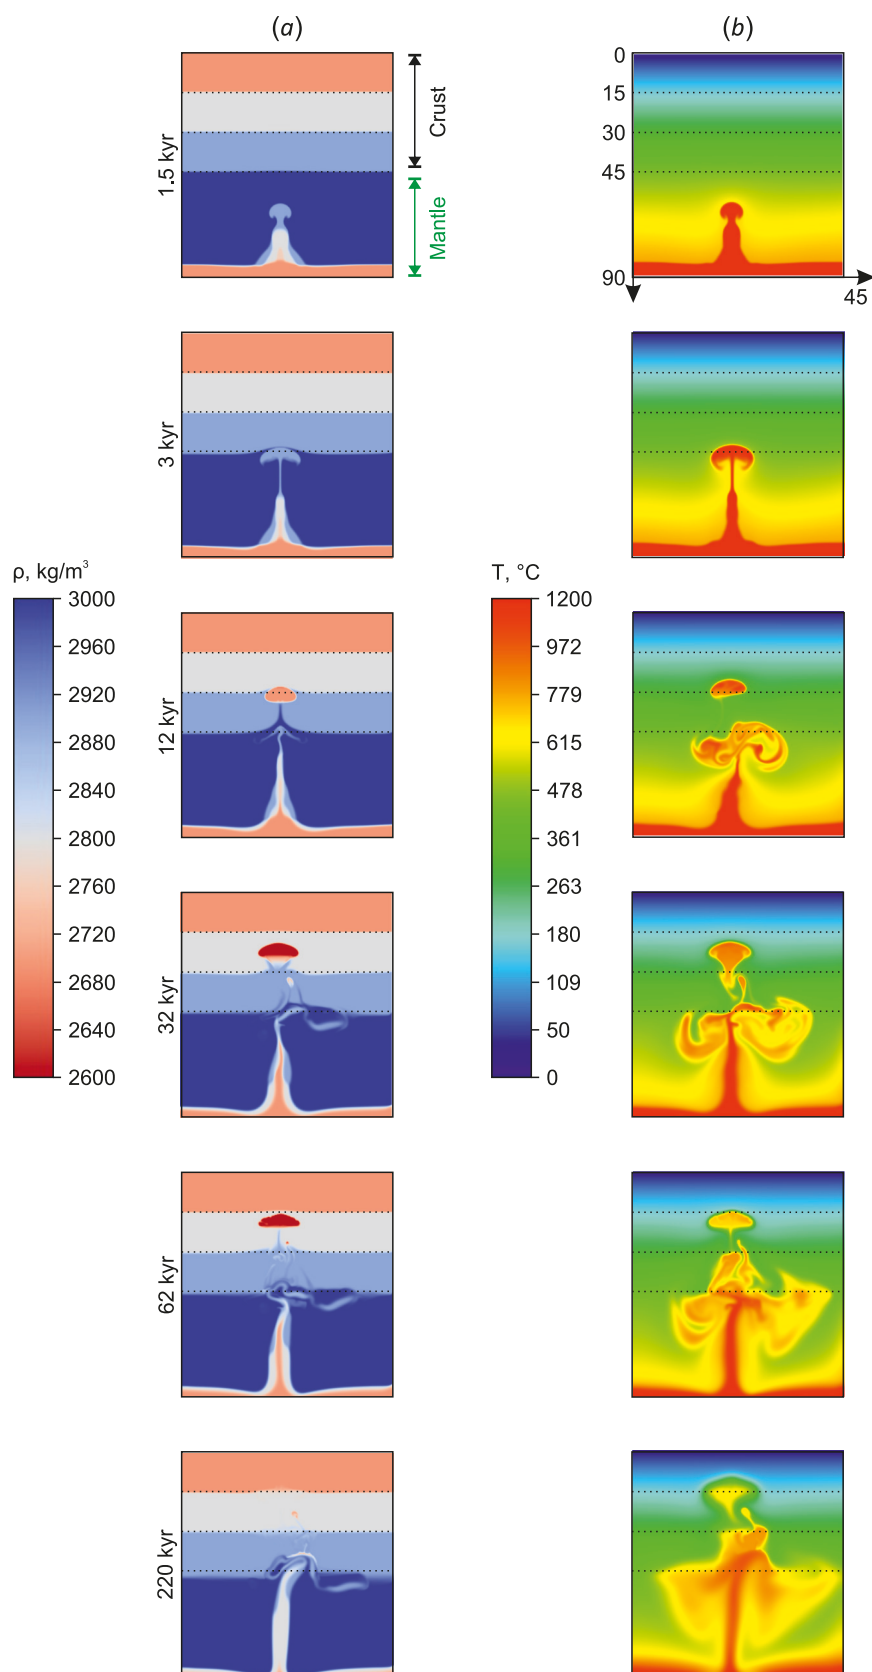 (a)
(b)
1.5 kyr
Crust
Mantle
0
15
30
45
90
45
3 kyr
ρ, kg/m³
3000
2960
2920
2880
2840
2800
2760
2720
2680
2640
2600
T, °C
1200
972
779
615
478
361
263
180
109
50
0
12 kyr
32 kyr
62 kyr
220 kyr